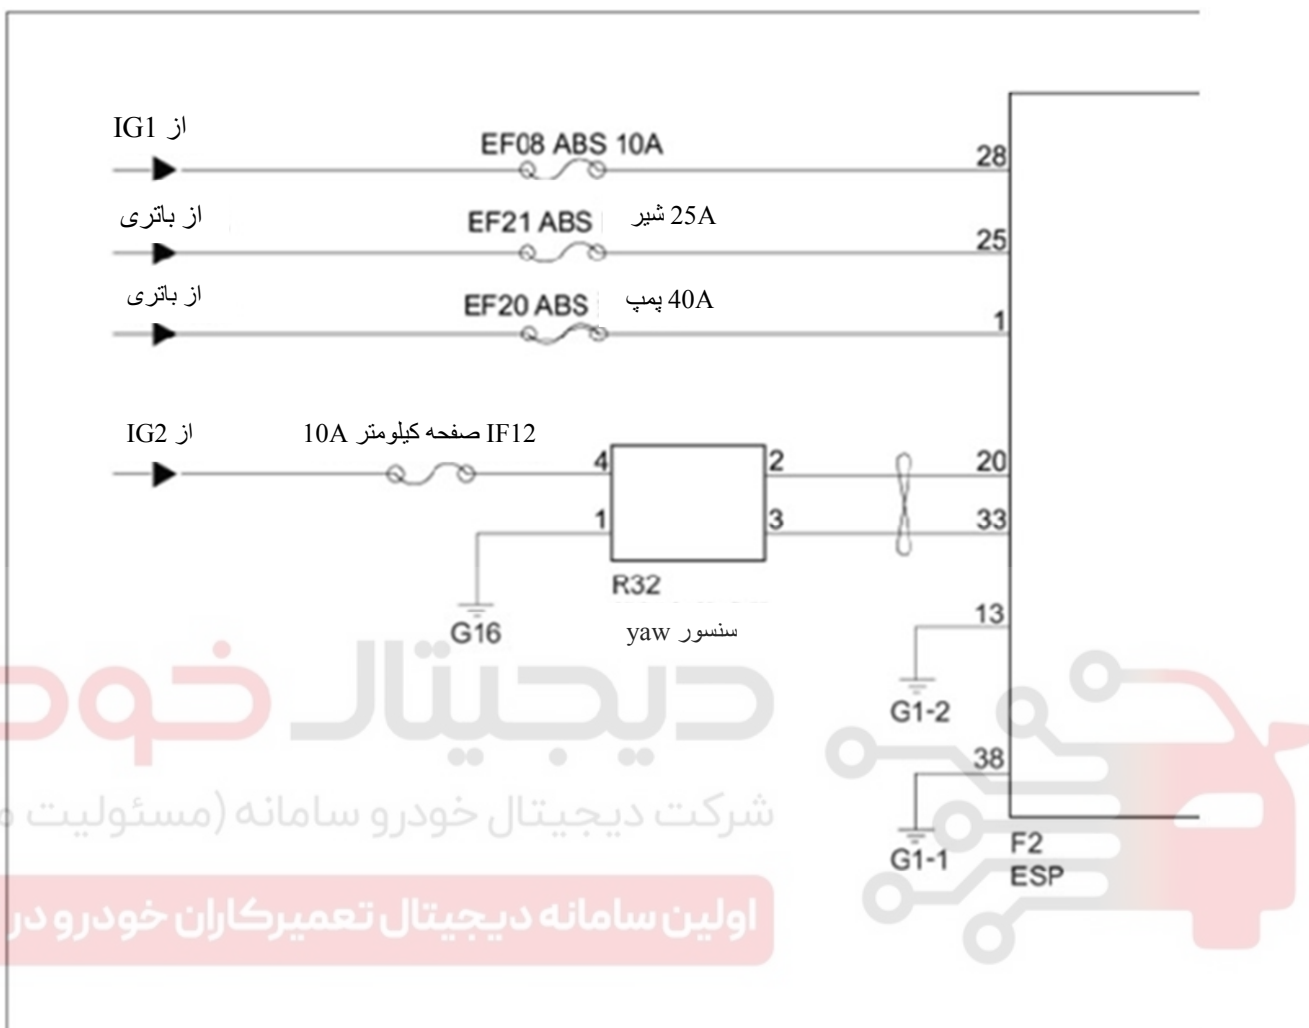 از IG1
EF08 ABS 10A
28
از باتری
EF21 ABS
25A شیر
25
از باتری
EF20 ABS
40A پمپ
1
از IG2
IF12 صفحه کیلومتر 10A
4
2
20
1
3
33
R32
سنسور yaw
G16
13
G1-2
38
G1-1
F2
ESP
دیجیتال خود
شرکت دیجیتال خودرو سامانه (مسئولیت
اولین سامانه دیجیتال تعمیرکاران خودرو در